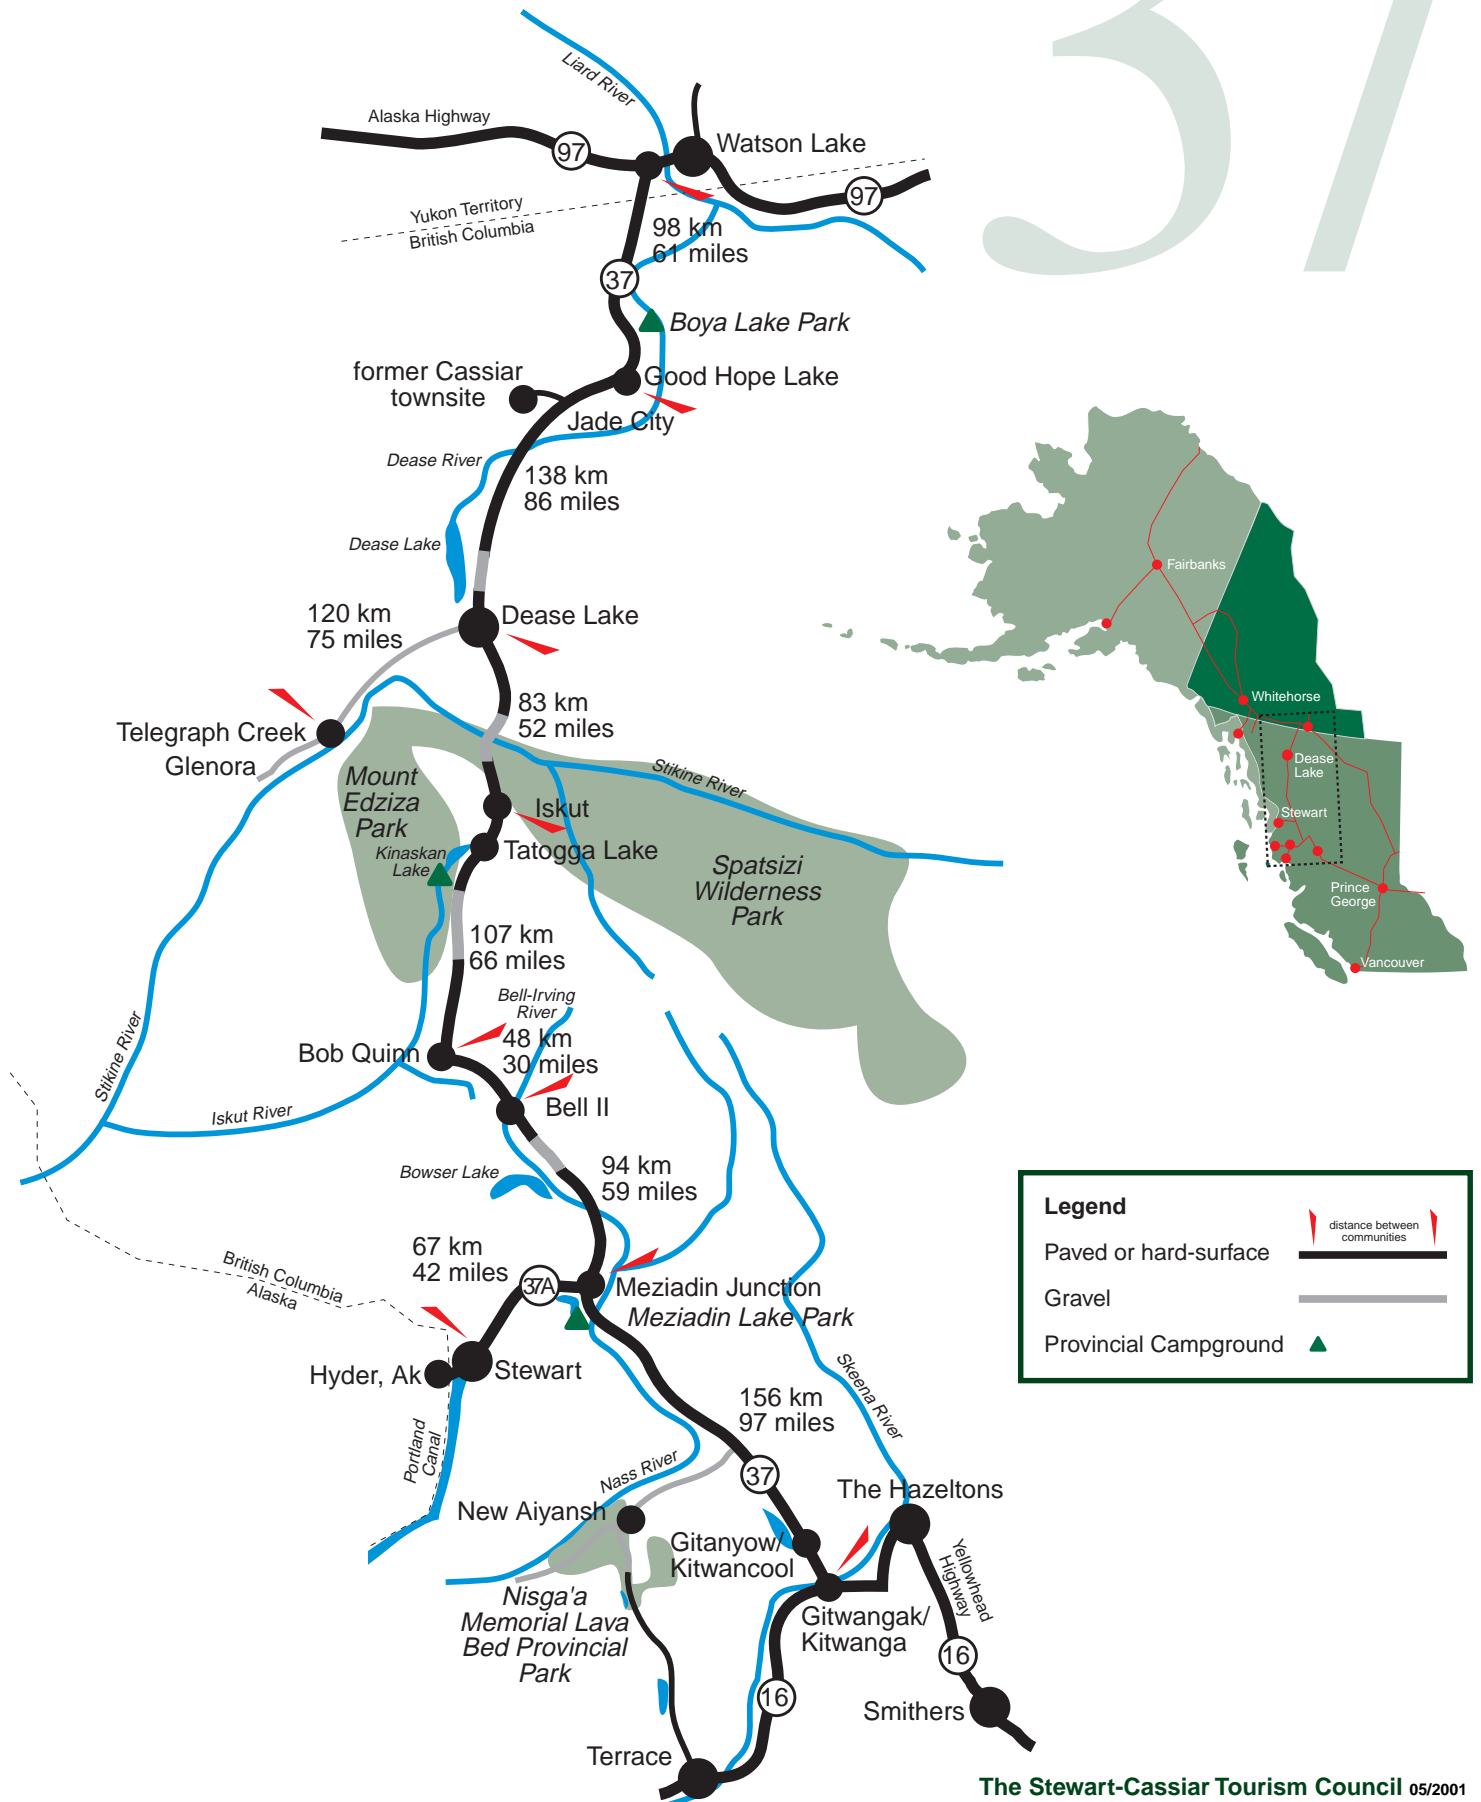 37
Liard River
Alaska Highway
97
Watson Lake
97
Yukon Territory
British Columbia
98 km
61 miles
37
Boya Lake Park
former Cassiar
townsite
Good Hope Lake
Jade City
Dease River
138 km
86 miles
Dease Lake
120 km
75 miles
Dease Lake
83 km
52 miles
Telegraph Creek
Glenora
Mount
Edziza
Park
Stikine River
Iskut
Kinaskan
Lake
Tatogga Lake
Spatsizi
Wilderness
Park
107 km
66 miles
Bell-Irving
River
48 km
30 miles
Bob Quinn
Stikine River
Iskut River
Bell II
Bowser Lake
94 km
59 miles
67 km
42 miles
British Columbia
Alaska
37A
Meziadin Junction
Meziadin Lake Park
Hyder, Ak
Stewart
Skeena River
156 km
97 miles
Portland
Canal
Nass River
37
The Hazeltons
New Aiyansh
Gitanyow/
Kitwancool
Yellowhead
Highway
Nisga'a
Memorial Lava
Bed Provincial
Park
Gitwangak/
Kitwanga
16
16
Smithers
Terrace
Fairbanks
Whitehorse
Dease
Lake
Stewart
Prince
George
Vancouver
Legend
distance between
communities
Paved or hard-surface
Gravel
Provincial Campground
The Stewart-Cassiar Tourism Council 05/2001